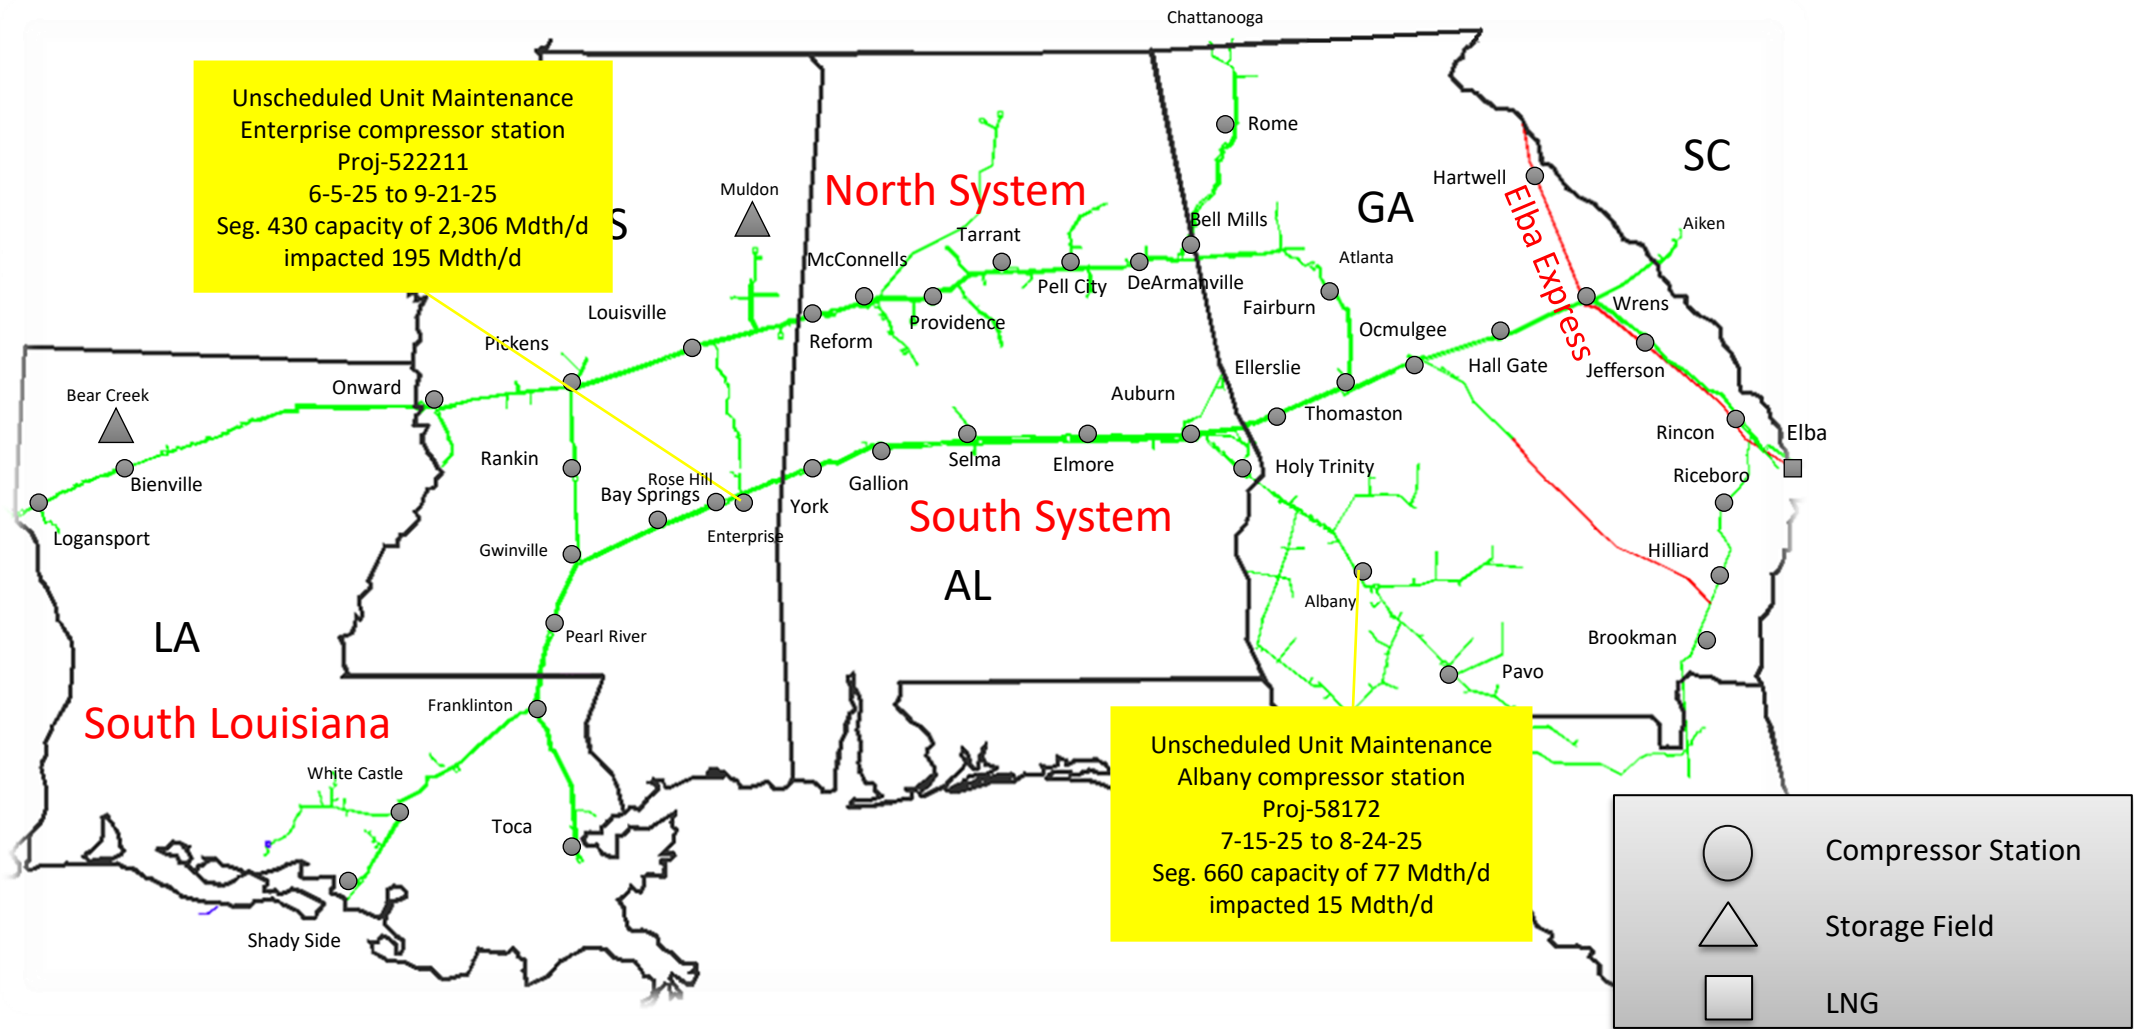 Chattanooga
Unscheduled Unit Maintenance
Enterprise compressor station
Proj-522211
6-5-25 to 9-21-25
Seg. 430 capacity of 2,306 Mdth/d
impacted 195 Mdth/d
S
Muldon
North System
Rome
GA
SC
Hartwell
Elba Express
Aiken
Bell Mills
Tarrant
McConnells
Atlanta
Pell City
DeArmanville
Louisville
Providence
Reform
Fairburn
Wrens
Pickens
Ocmulgee
Hall Gate
Jefferson
Onward
Bear Creek
Ellerslie
Auburn
Thomaston
Rincon
Elba
Rankin
Rose Hill
Bay Springs
Bienville
Selma
Elmore
Gallion
Holy Trinity
Riceboro
York
South System
Logansport
Enterprise
Gwinville
Hilliard
AL
Albany
LA
Pearl River
Brookman
Pavo
South Louisiana
Franklinton
White Castle
Toca
Unscheduled Unit Maintenance
Albany compressor station
Proj-58172
7-15-25 to 8-24-25
Seg. 660 capacity of 77 Mdth/d
impacted 15 Mdth/d
Shady Side
Compressor Station
Storage Field
LNG